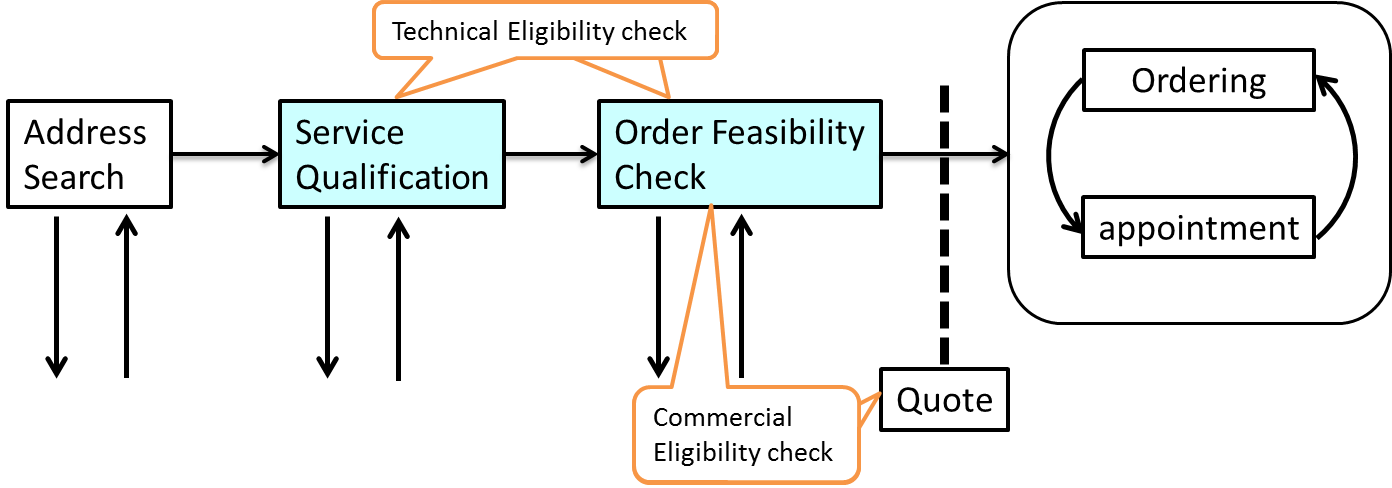 Technical Eligibility check
Address
Search
Service
Qualification
Order Feasibility
Check
Ordering
appointment
Commercial
Eligibility check
Quote